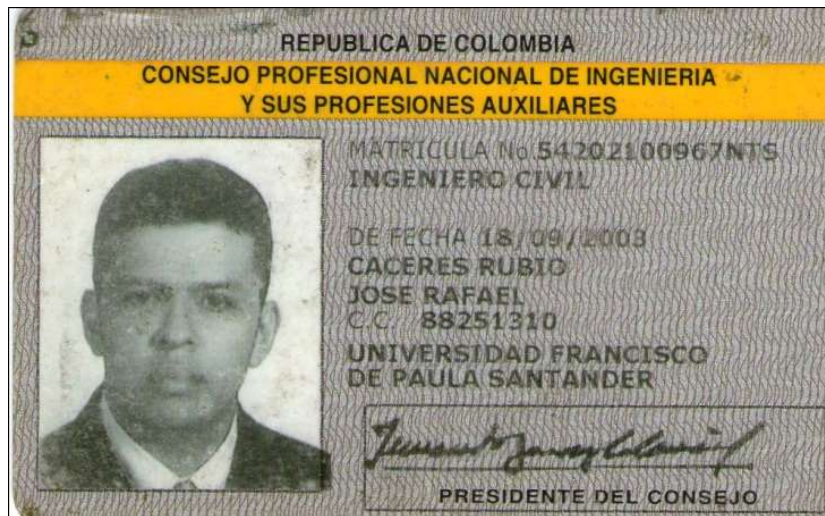 REPUBLICA DE COLOMBIA
CONSEJO PROFESIONAL NACIONAL DE INGENIERIA
Y SUS PROFESIONES AUXILIARES
MATRICULA No 54202100967NTS
INGENIERO CIVIL
DE FECHA 18/09/2003
CACERES RUBIO
JOSE RAFAEL
C.C. 88251310
UNIVERSIDAD FRANCISCO
DE PAULA SANTANDER
PRESIDENTE DEL CONSEJO